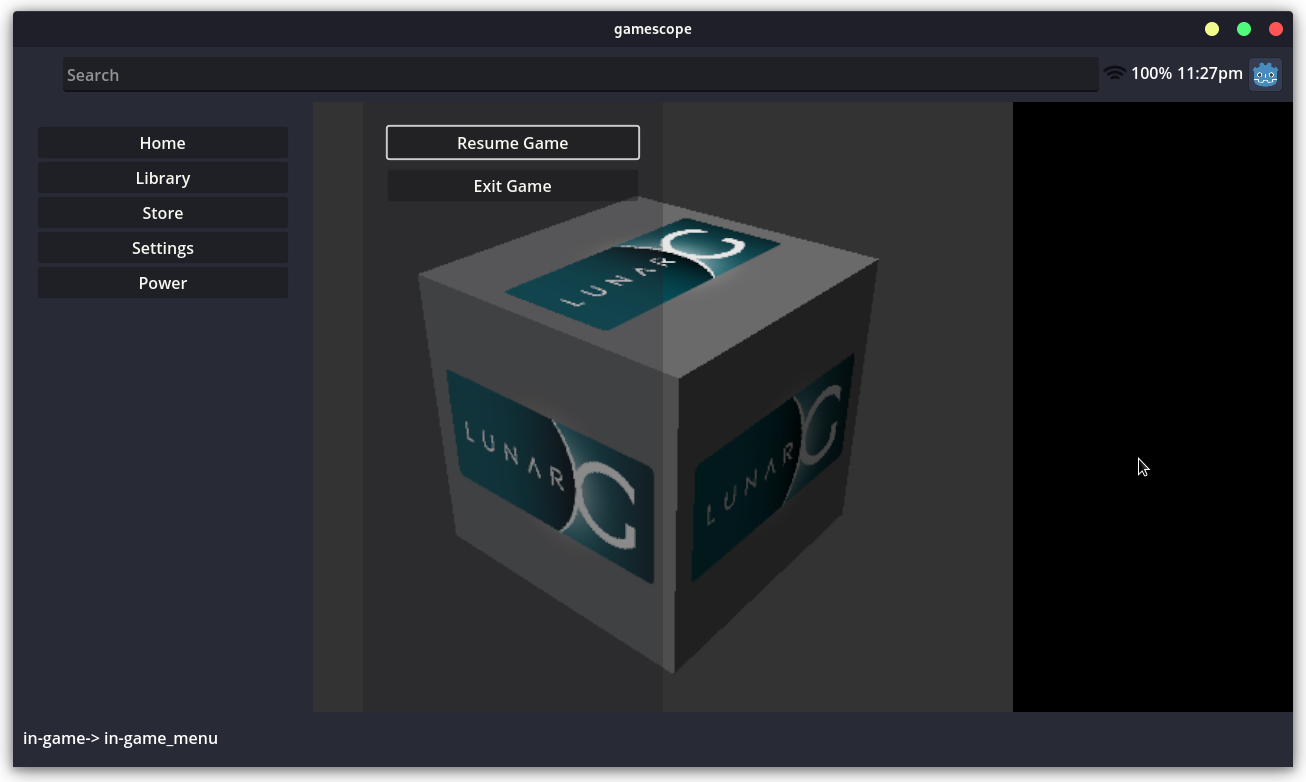 gamescope
Search
100% 11:27pm
Home
Library
Store
Settings
Power
Resume Game
Exit Game
LUNAR G
LUNAR G
LUNAR G
in-game-> in-game_menu